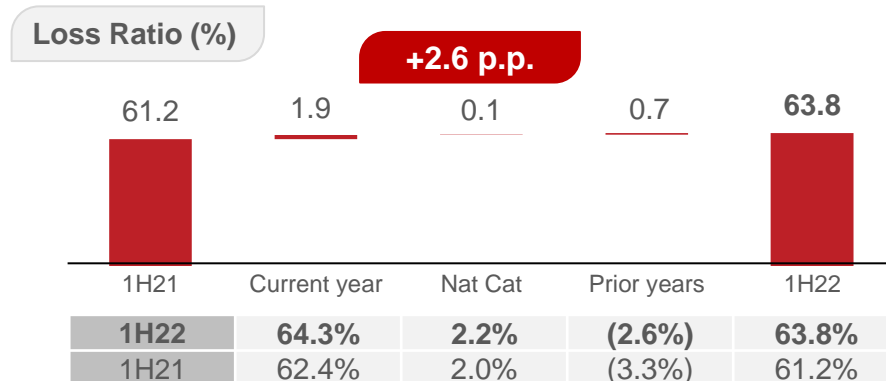 Loss Ratio (%)
+2.6 p.p.
61.2 1.9 0.1 0.7 63.8
1H21 Current year Nat Cat Prior years 1H22
1H22 64.3% 2.2% (2.6%) 63.8%
1H21 62.4% 2.0% (3.3%) 61.2%